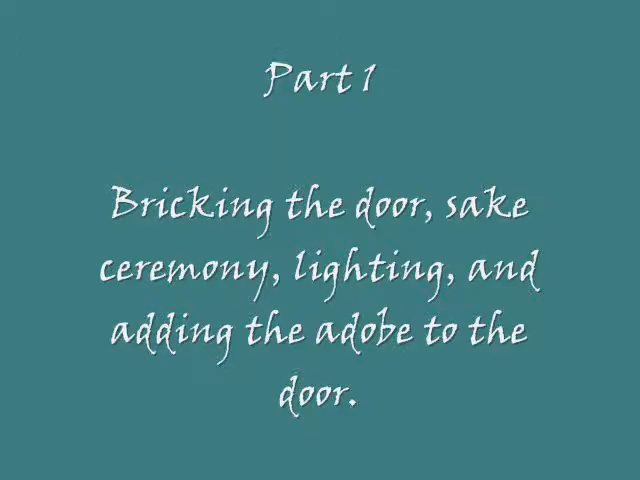 Part 1
Bricking the door, sake
ceremony, lighting, and
adding the adobe to the
door.